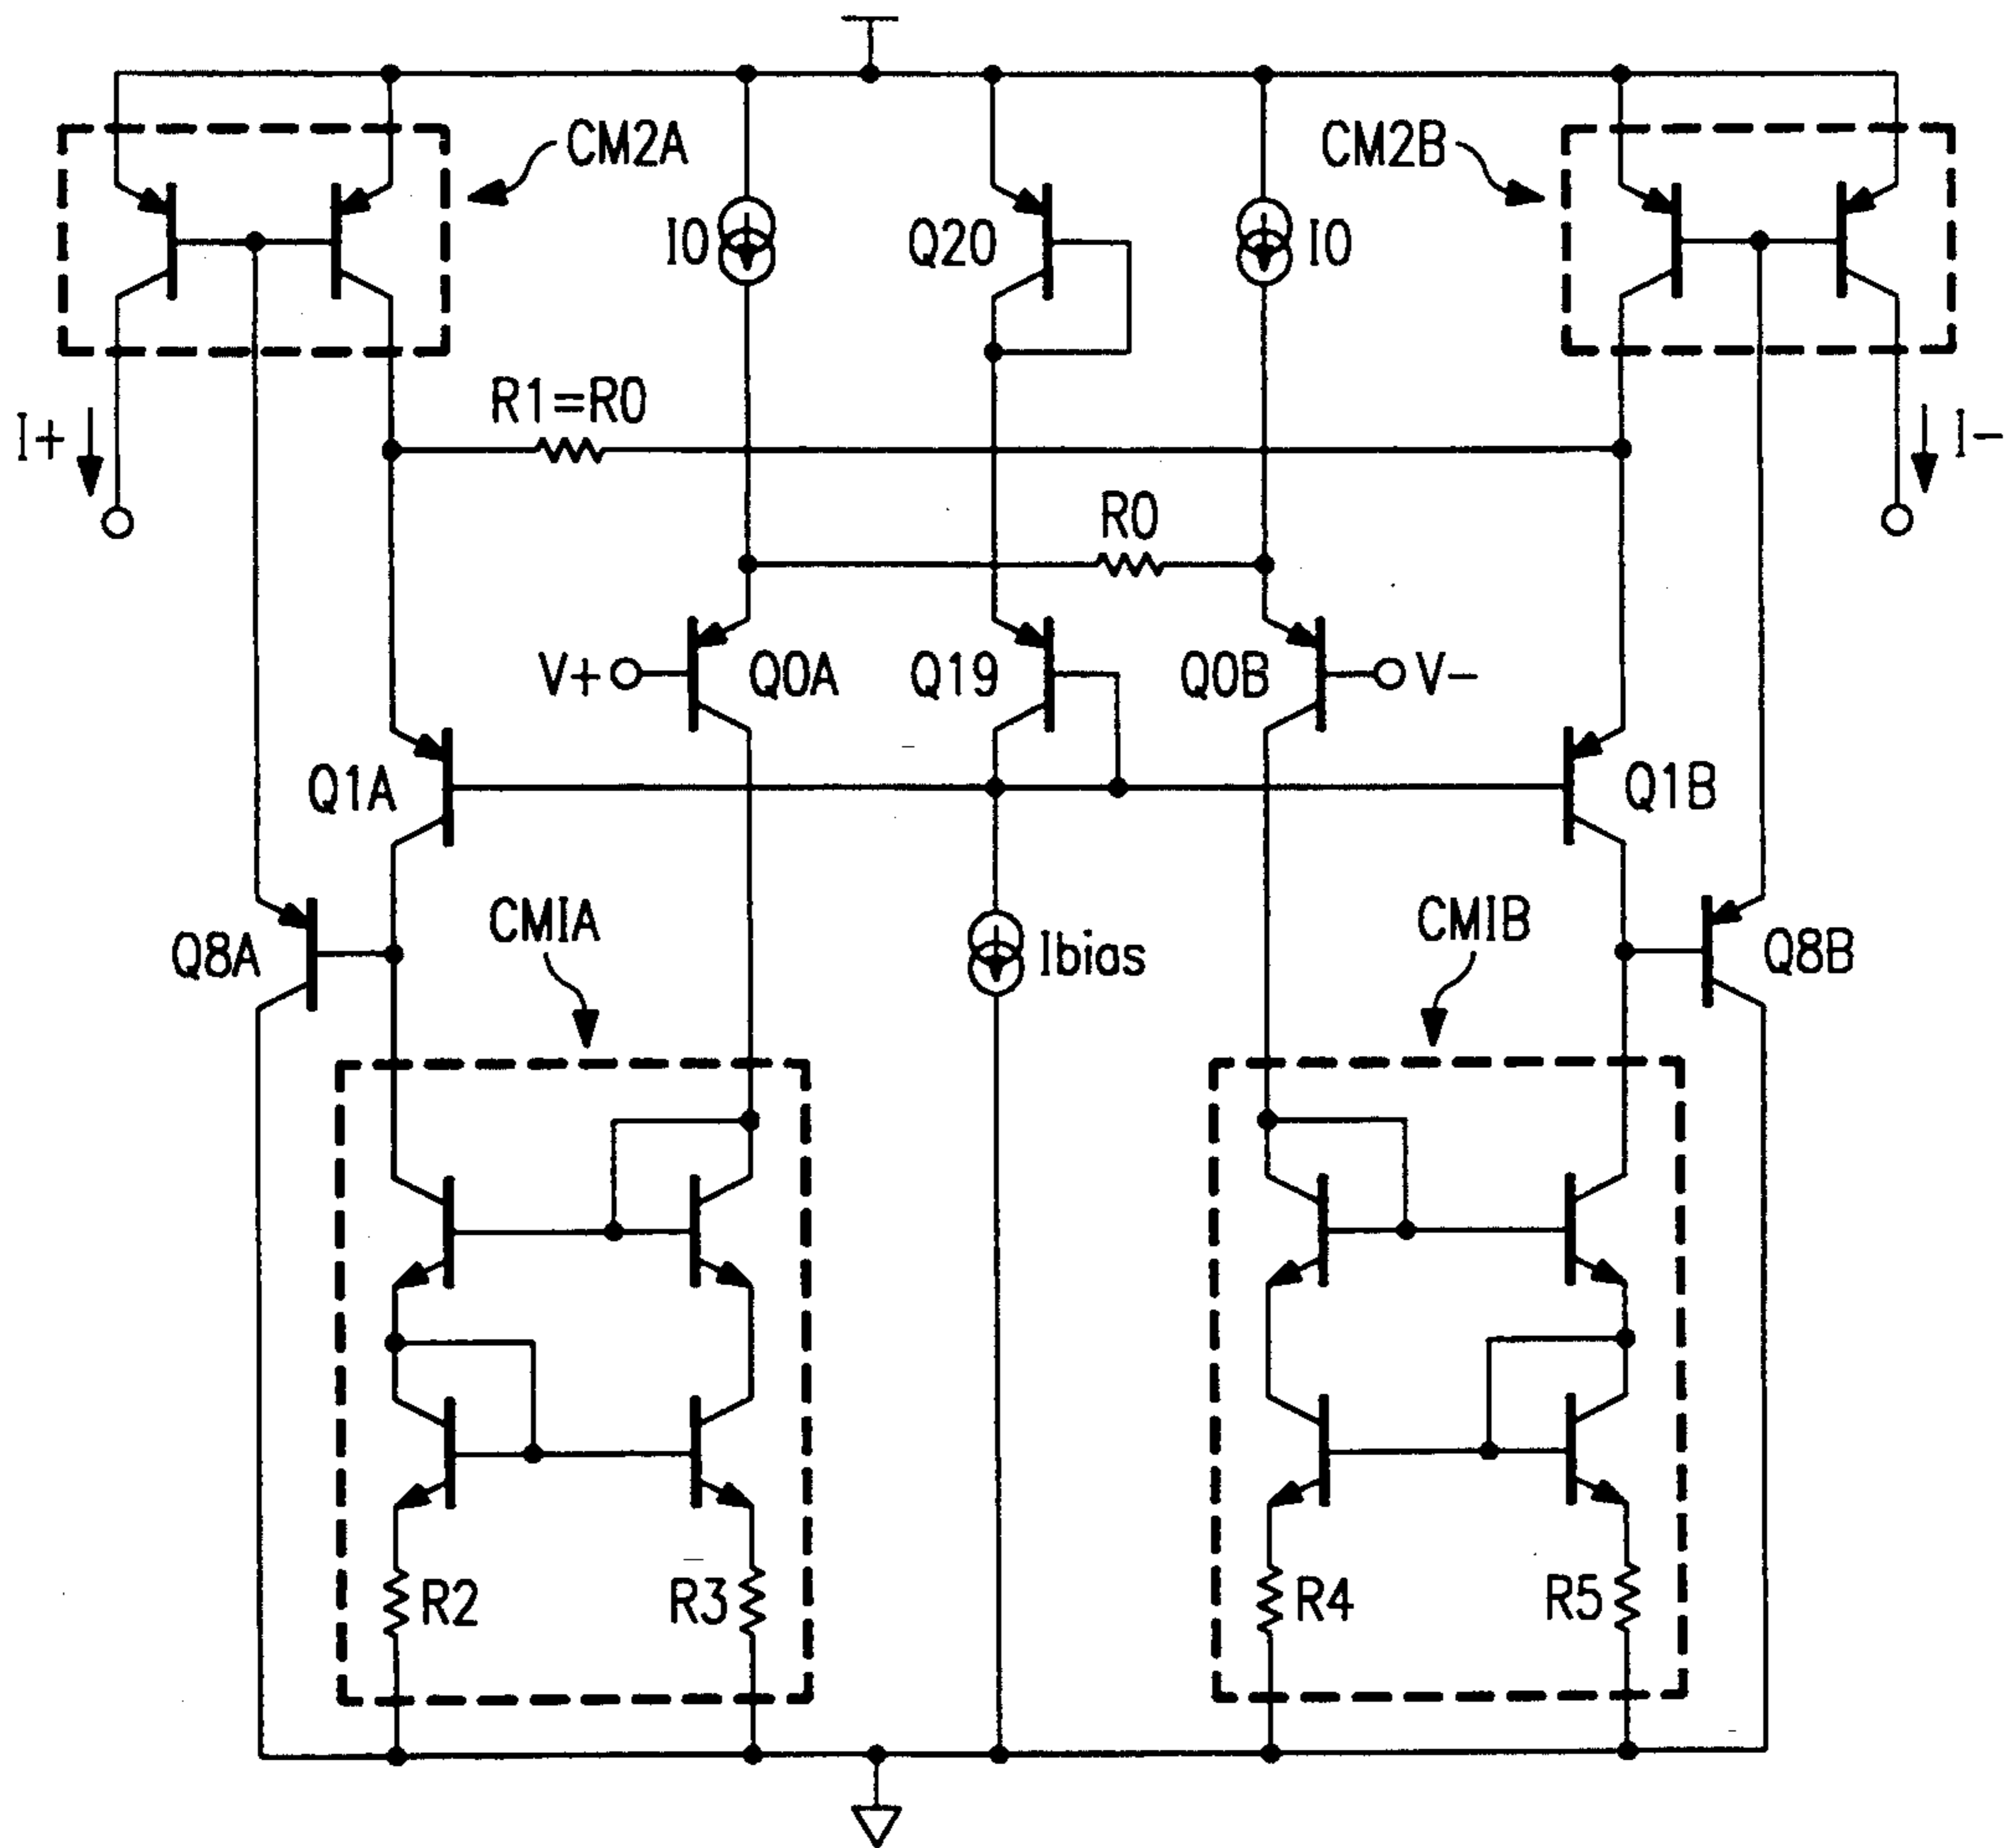 CM2A
CM2B
I0
Q20
I0
I+
R1=R0
I-
R0
V+
Q0A
Q19
Q0B
V-
Q1A
Q1B
Q8A
CMIA
Ibias
CMIB
Q8B
R2
R3
R4
R5